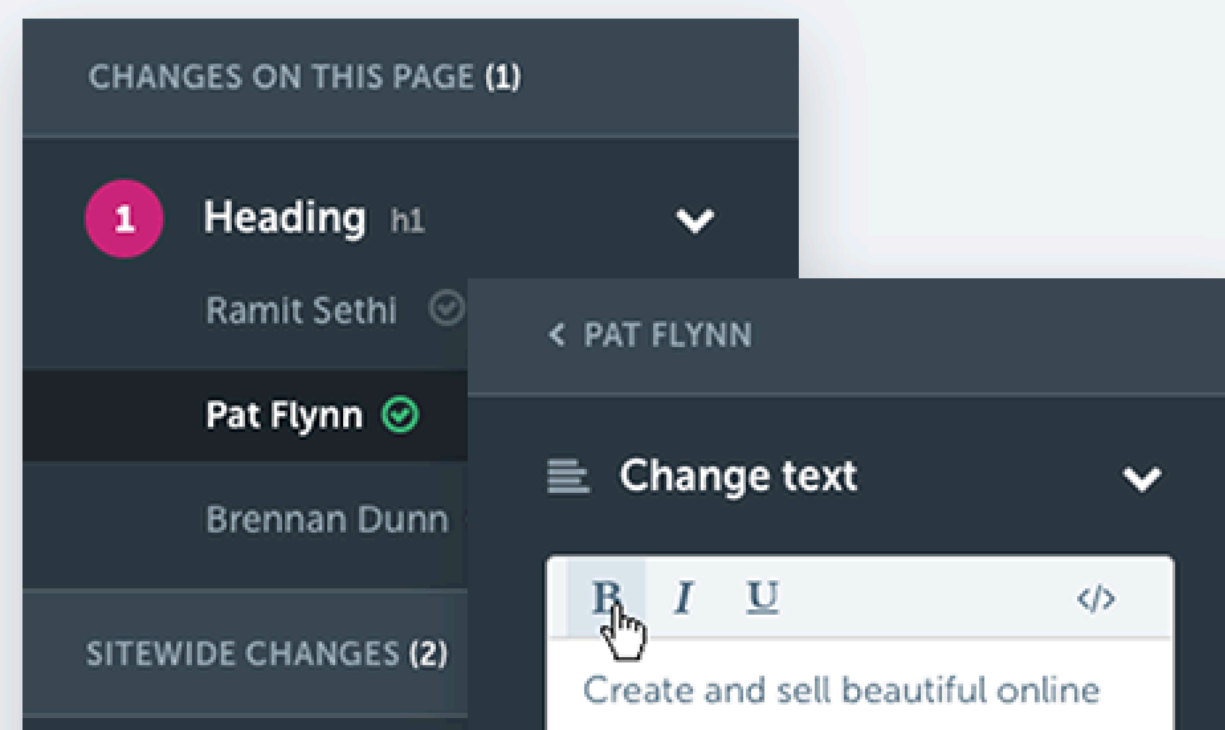 CHANGES ON THIS PAGE (1)
1 Heading h1
Ramit Sethi
Pat Flynn
Brennan Dunn
SITEWIDE CHANGES (2)
< PAT FLYNN
Change text
B I U </>
Create and sell beautiful online